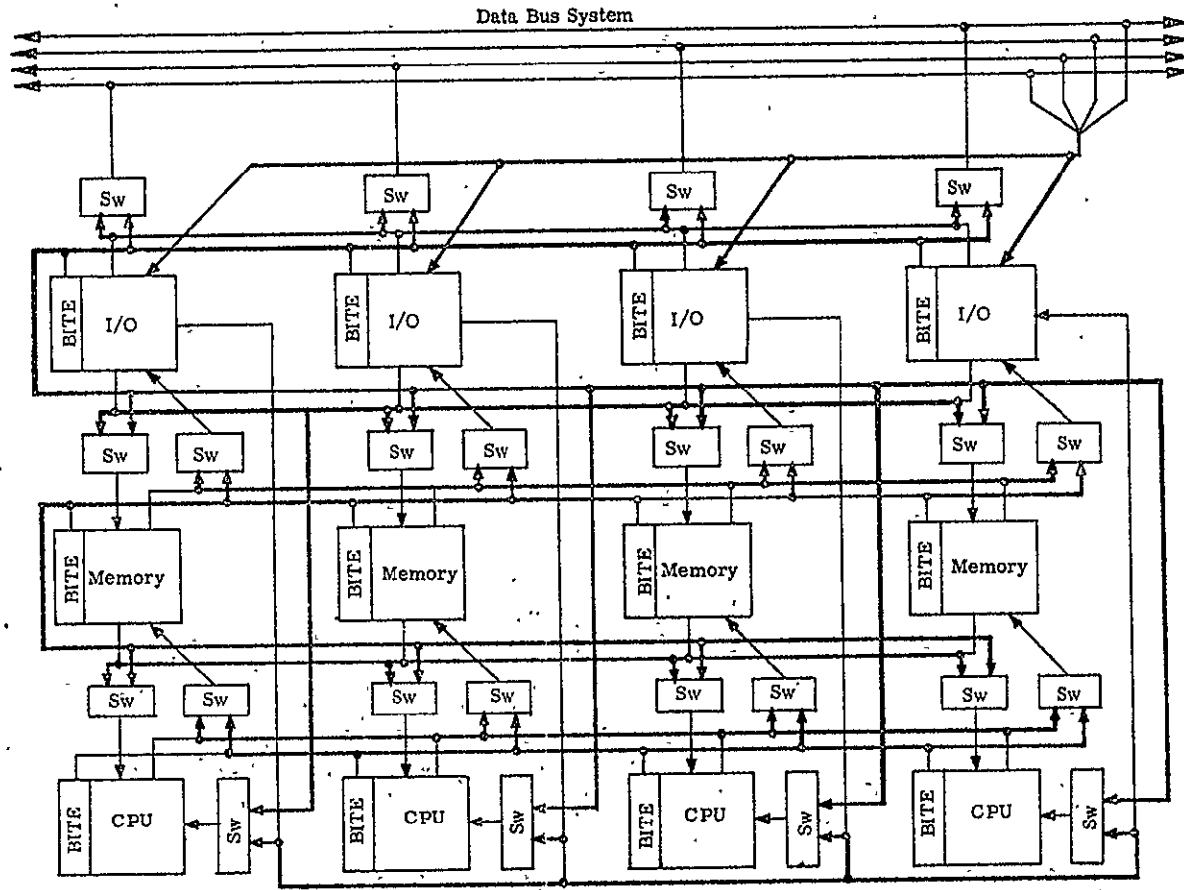 Data Bus System
Sw Sw Sw Sw
BITE I/O BITE I/O BITE I/O BITE I/O
Sw Sw Sw Sw Sw Sw Sw Sw
BITE Memory BITE Memory BITE Memory BITE Memory
Sw Sw Sw Sw Sw Sw Sw Sw
BITE CPU Sw BITE CPU Sw BITE CPU Sw BITE CPU Sw